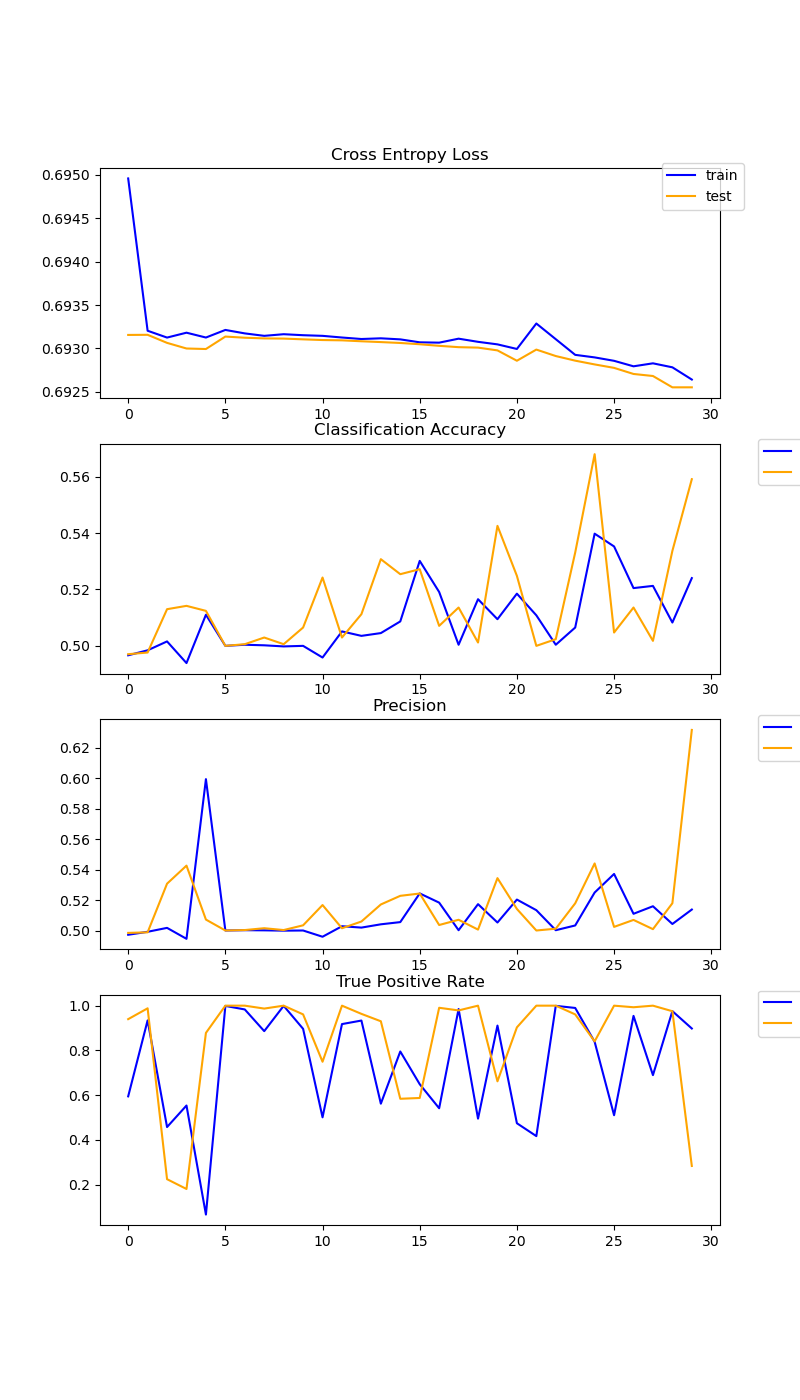 Cross Entropy Loss
train
test
0.6950
0.6945
0.6940
0.6935
0.6930
0.6925
0 5 10 15 20 25 30
Classification Accuracy
0.56
0.54
0.52
0.50
0 5 10 15 20 25 30
Precision
0.62
0.60
0.58
0.56
0.54
0.52
0.50
0 5 10 15 20 25 30
True Positive Rate
1.0
0.8
0.6
0.4
0.2
0 5 10 15 20 25 30